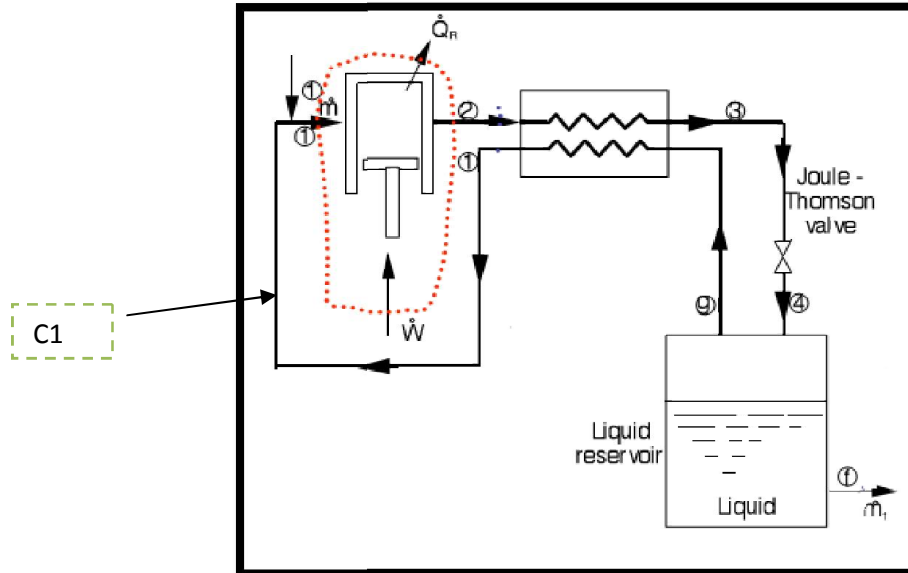 Q̇R
①
ṁ
①
②
③
①
Joule -
Thomson
valve
C1
Ẇ
⑨
④
Liquid
reservoir
Liquid
ⓕ
ṁf